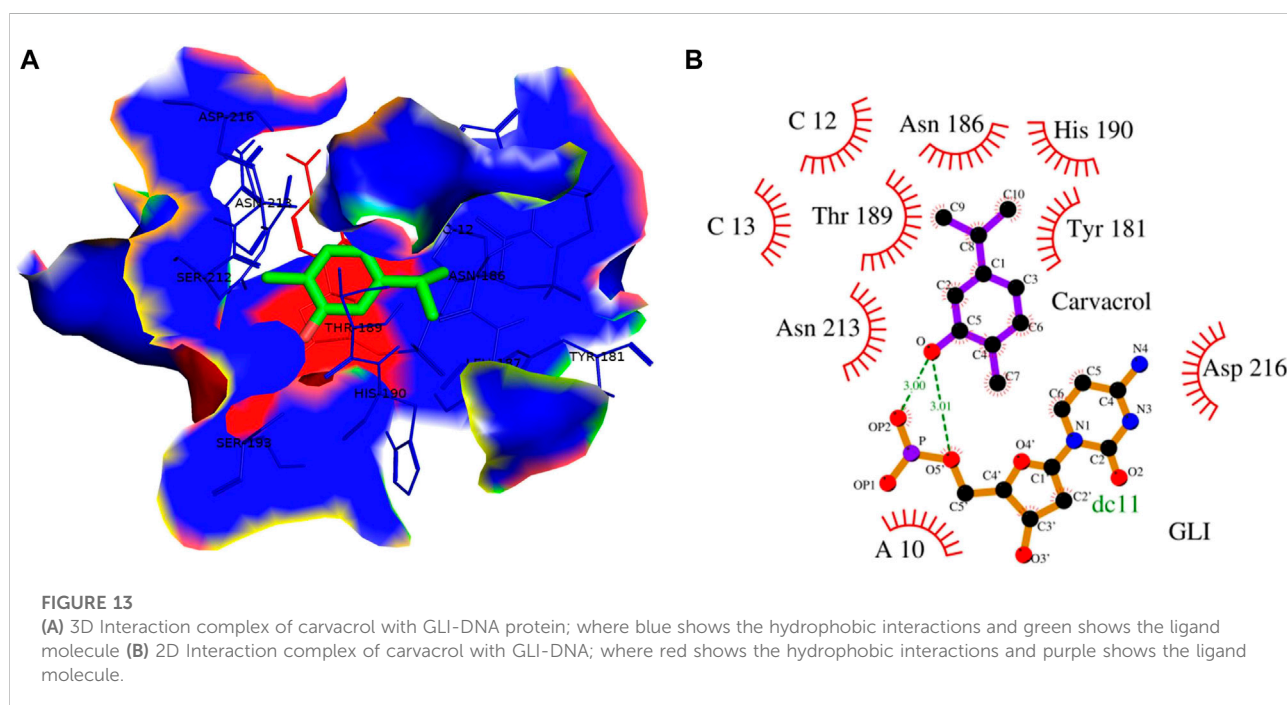 A
ASP-216
ASN-213
SER-212
C-12
ASN-186
THR-189
TYR-181
HIS-190
SER-193
B
C 12
Asn 186
His 190
C 13
Thr 189
Tyr 181
C9
C10
C8
C1
C3
C2
Carvacrol
C5
C6
C4
O
C7
Asn 213
Asp 216
3.00
3.01
N4
C5
C4
C6
N3
N1
C2
O2
OP2
P
O5'
OP1
O4'
C4'
C1'
C5'
C2'
C3'
O3'
dc11
A 10
GLI
FIGURE 13
(A) 3D Interaction complex of carvacrol with GLI-DNA protein; where blue shows the hydrophobic interactions and green shows the ligand
molecule (B) 2D Interaction complex of carvacrol with GLI-DNA; where red shows the hydrophobic interactions and purple shows the ligand
molecule.